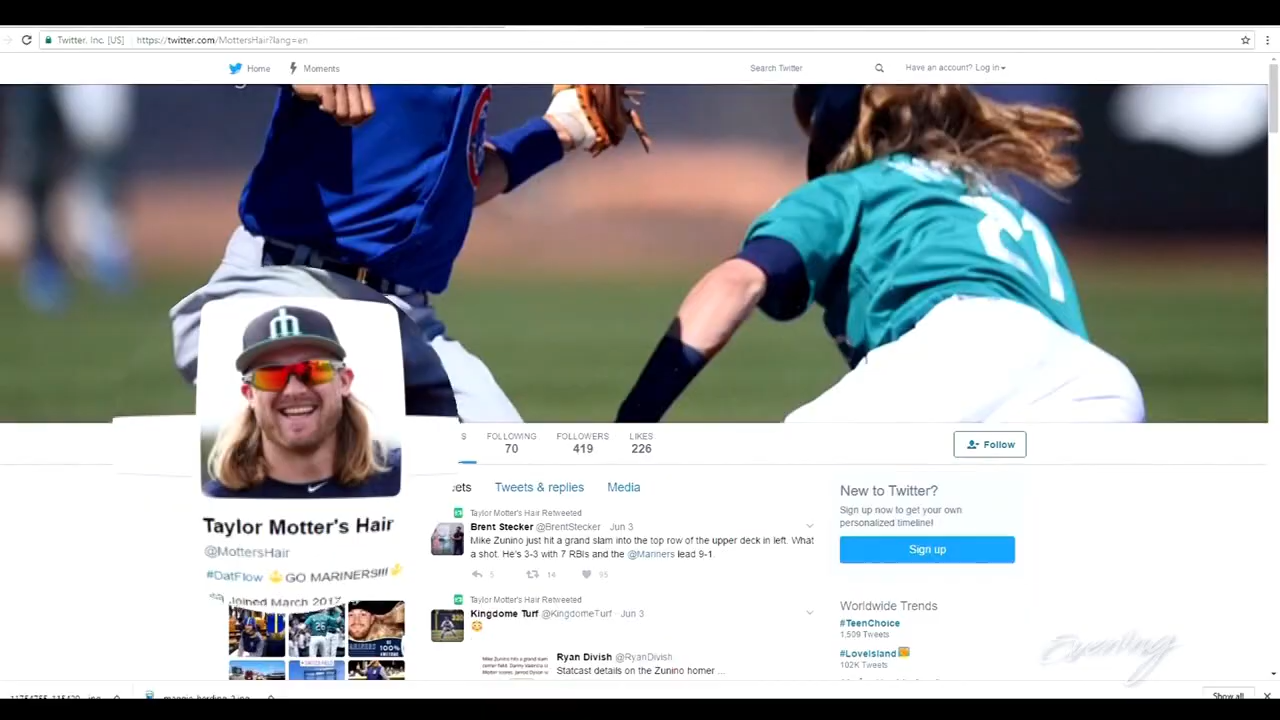 Twitter, Inc. [US] https://twitter.com/MottersHair?lang=en
Home Moments Search Twitter Have an account? Log in
21
FOLLOWING FOLLOWERS LIKES
70 419 226
Follow
Tweets & replies Media
Taylor Motter's Hair
@MottersHair
#DatFlow GO MARINERS!!!
Joined March 2017
Taylor Motter's Hair Retweeted
Brent Stecker @BrentStecker Jun 3
Mike Zunino just hit a grand slam into the top row of the upper deck in left. What
a shot. He's 3-3 with 7 RBIs and the @Mariners lead 9-1.
5 14 95
Taylor Motter's Hair Retweeted
Kingdome Turf @KingdomeTurf Jun 3
Ryan Divish @RyanDivish
Statcast details on the Zunino homer ...
New to Twitter?
Sign up now to get your own
personalized timeline!
Sign up
Worldwide Trends
#TeenChoice
1,509 Tweets
#LoveIsland
102K Tweets
Show all